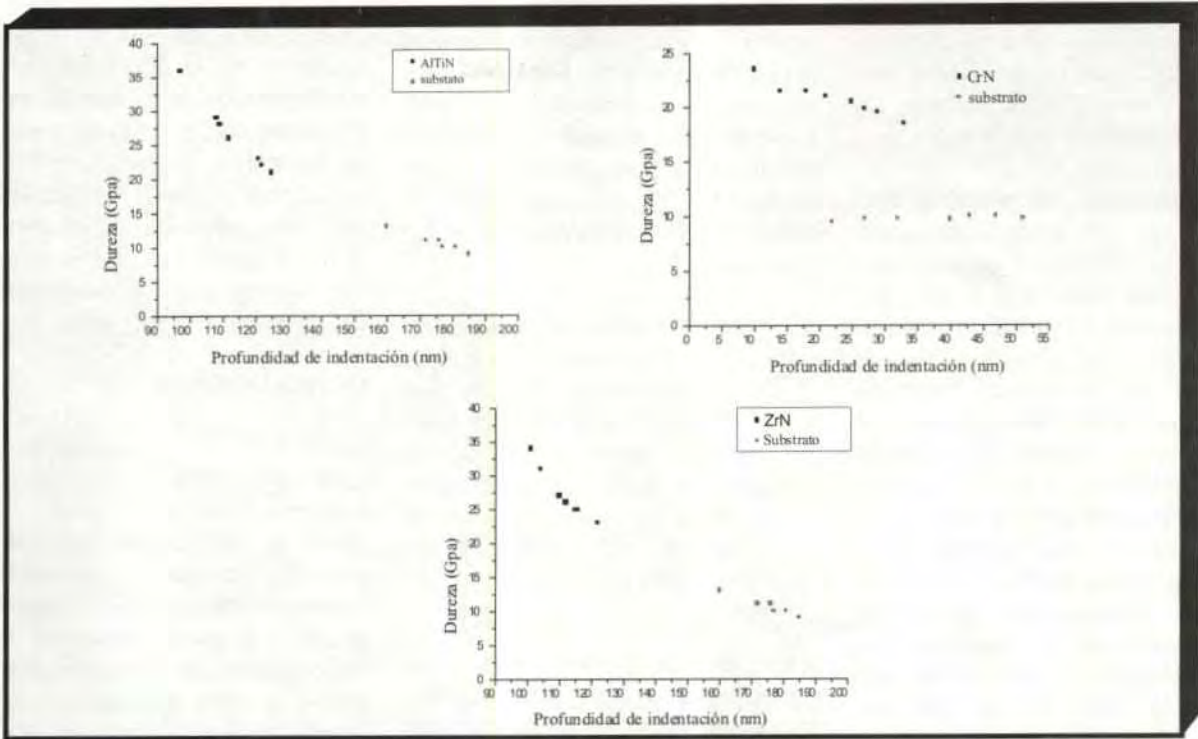 40
35
30
25
20
15
10
5
0
Dureza (Gpa)
AlTiN
substato
90 100 110 120 130 140 150 160 170 180 190 200
Profundidad de indentación (nm)
25
20
15
10
5
0
Dureza (Gpa)
CrN
substrato
0 5 10 15 20 25 30 35 40 45 50 55
Profundidad de indentación (nm)
40
35
30
25
20
15
10
5
0
Dureza (Gpa)
ZrN
Substrato
90 100 110 120 130 140 150 160 170 180 190 200
Profundidad de indentación (nm)